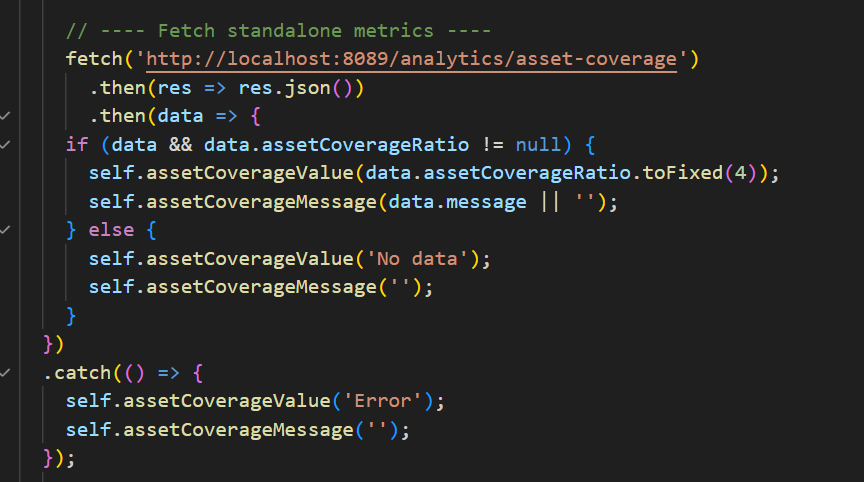 // ---- Fetch standalone metrics ----
fetch('http://localhost:8089/analytics/asset-coverage')
.then(res => res.json())
.then(data => {
if (data && data.assetCoverageRatio != null) {
self.assetCoverageValue(data.assetCoverageRatio.toFixed(4));
self.assetCoverageMessage(data.message || '');
} else {
self.assetCoverageValue('No data');
self.assetCoverageMessage('');
}
})
.catch(() => {
self.assetCoverageValue('Error');
self.assetCoverageMessage('');
});